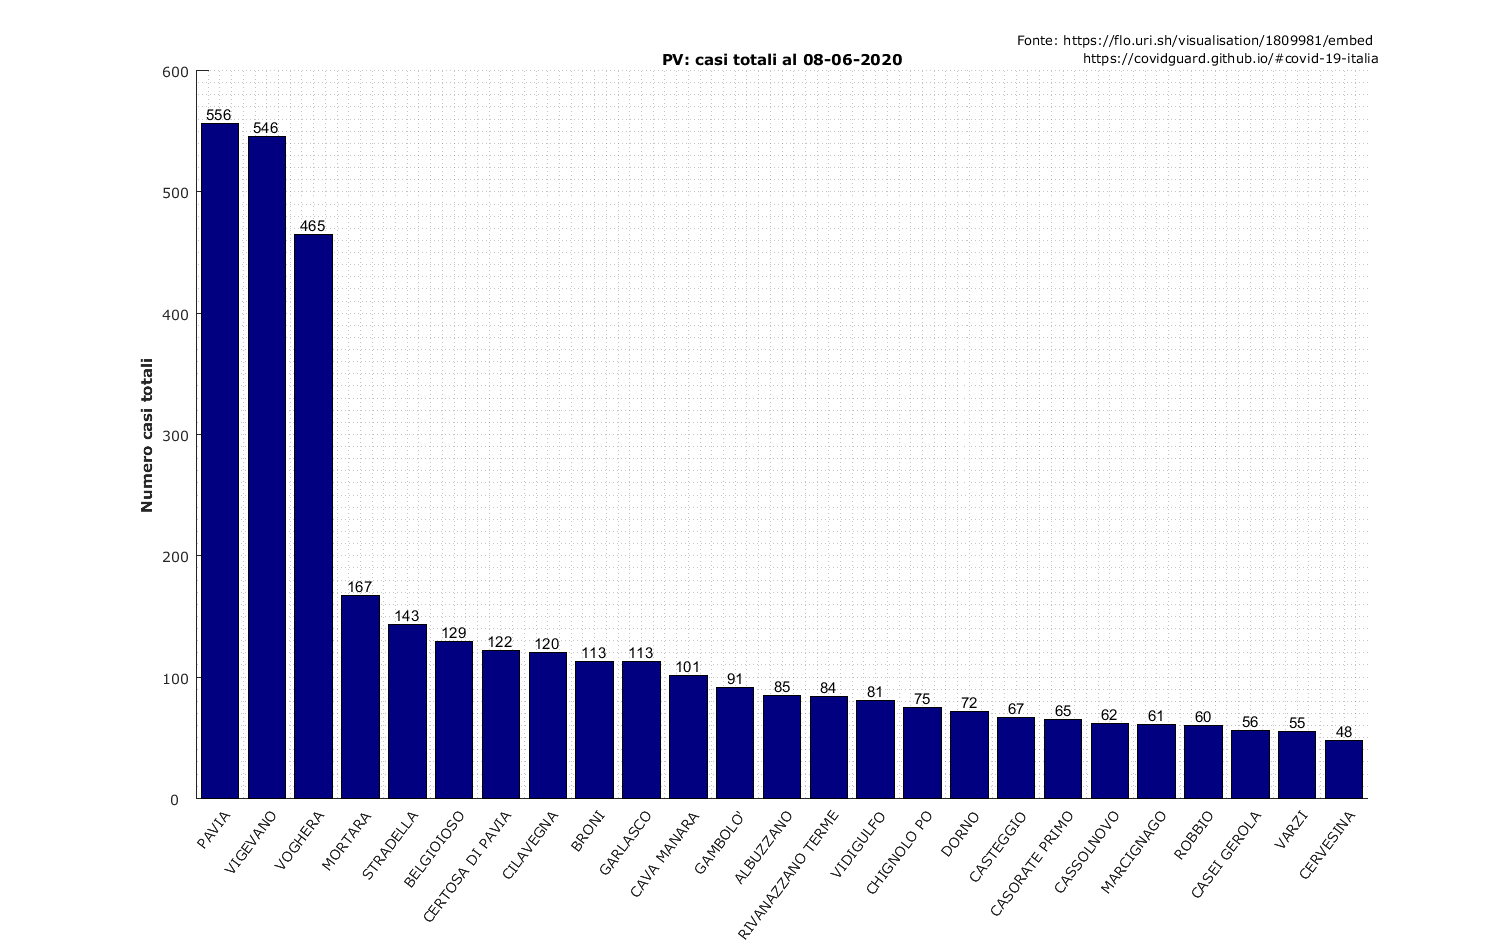 Fonte: https://flo.uri.sh/visualisation/1809981/embed
https://covidguard.github.io/#covid-19-italia
PV: casi totali al 08-06-2020
Numero casi totali
600
500
400
300
200
100
0
556
546
465
167
143
129
122
120
113
113
101
91
85
84
81
75
72
67
65
62
61
60
56
55
48
PAVIA
VIGEVANO
VOGHERA
MORTARA
STRADELLA
BELGIOIOSO
CERTOSA DI PAVIA
CILAVEGNA
BRONI
GARLASCO
CAVA MANARA
GAMBOLO'
ALBUZZANO
RIVANAZZANO TERME
VIDIGULFO
CHIGNOLO PO
DORNO
CASTEGGIO
CASORATE PRIMO
CASSOLNOVO
MARCIGNAGO
ROBBIO
CASEI GEROLA
VARZI
CERVESINA